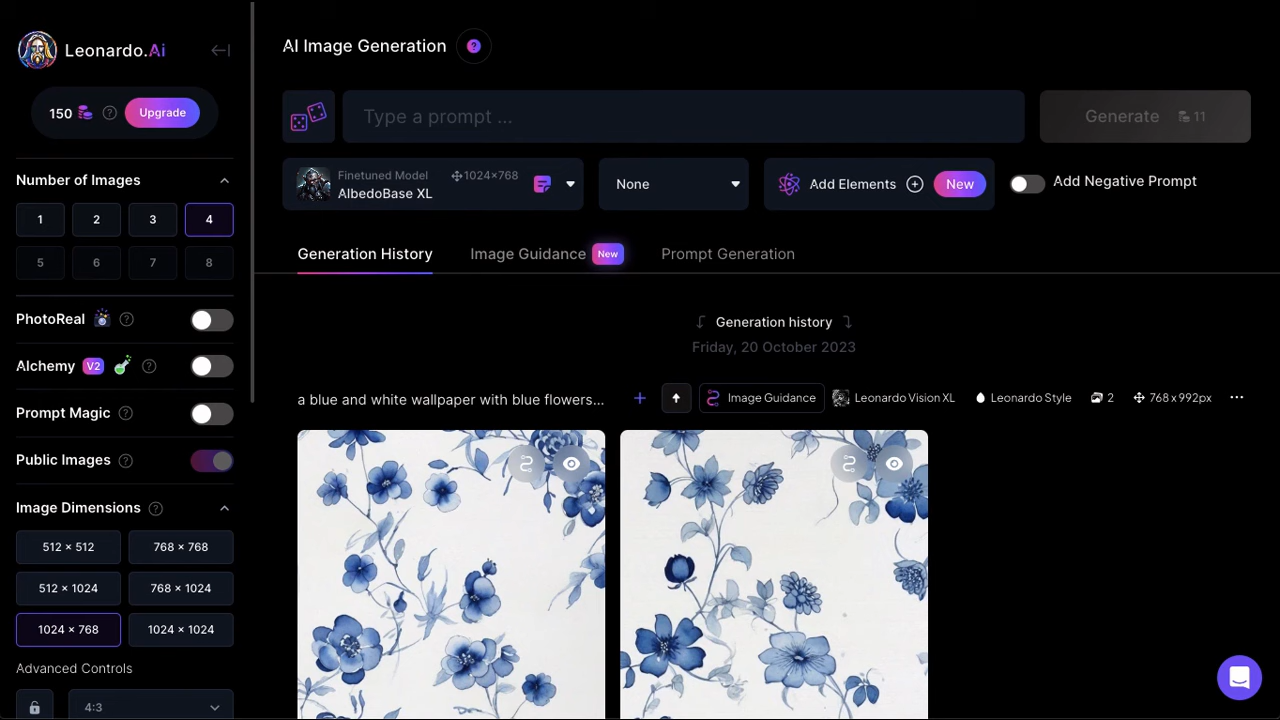 Leonardo.Ai
150 ? Upgrade
Number of Images
1 2 3 4
5 6 7 8
PhotoReal ?
Alchemy V2 ?
Prompt Magic ?
Public Images ?
Image Dimensions ?
512 × 512 768 × 768
512 × 1024 768 × 1024
1024 × 768 1024 × 1024
Advanced Controls
4:3
AI Image Generation ?
Type a prompt ...
Generate 11
Finetuned Model 1024×768
AlbedoBase XL
None
Add Elements New
Add Negative Prompt
Generation History Image Guidance New Prompt Generation
Generation history
Friday, 20 October 2023
a blue and white wallpaper with blue flowers... Image Guidance Leonardo Vision XL Leonardo Style 2 768 x 992px ...